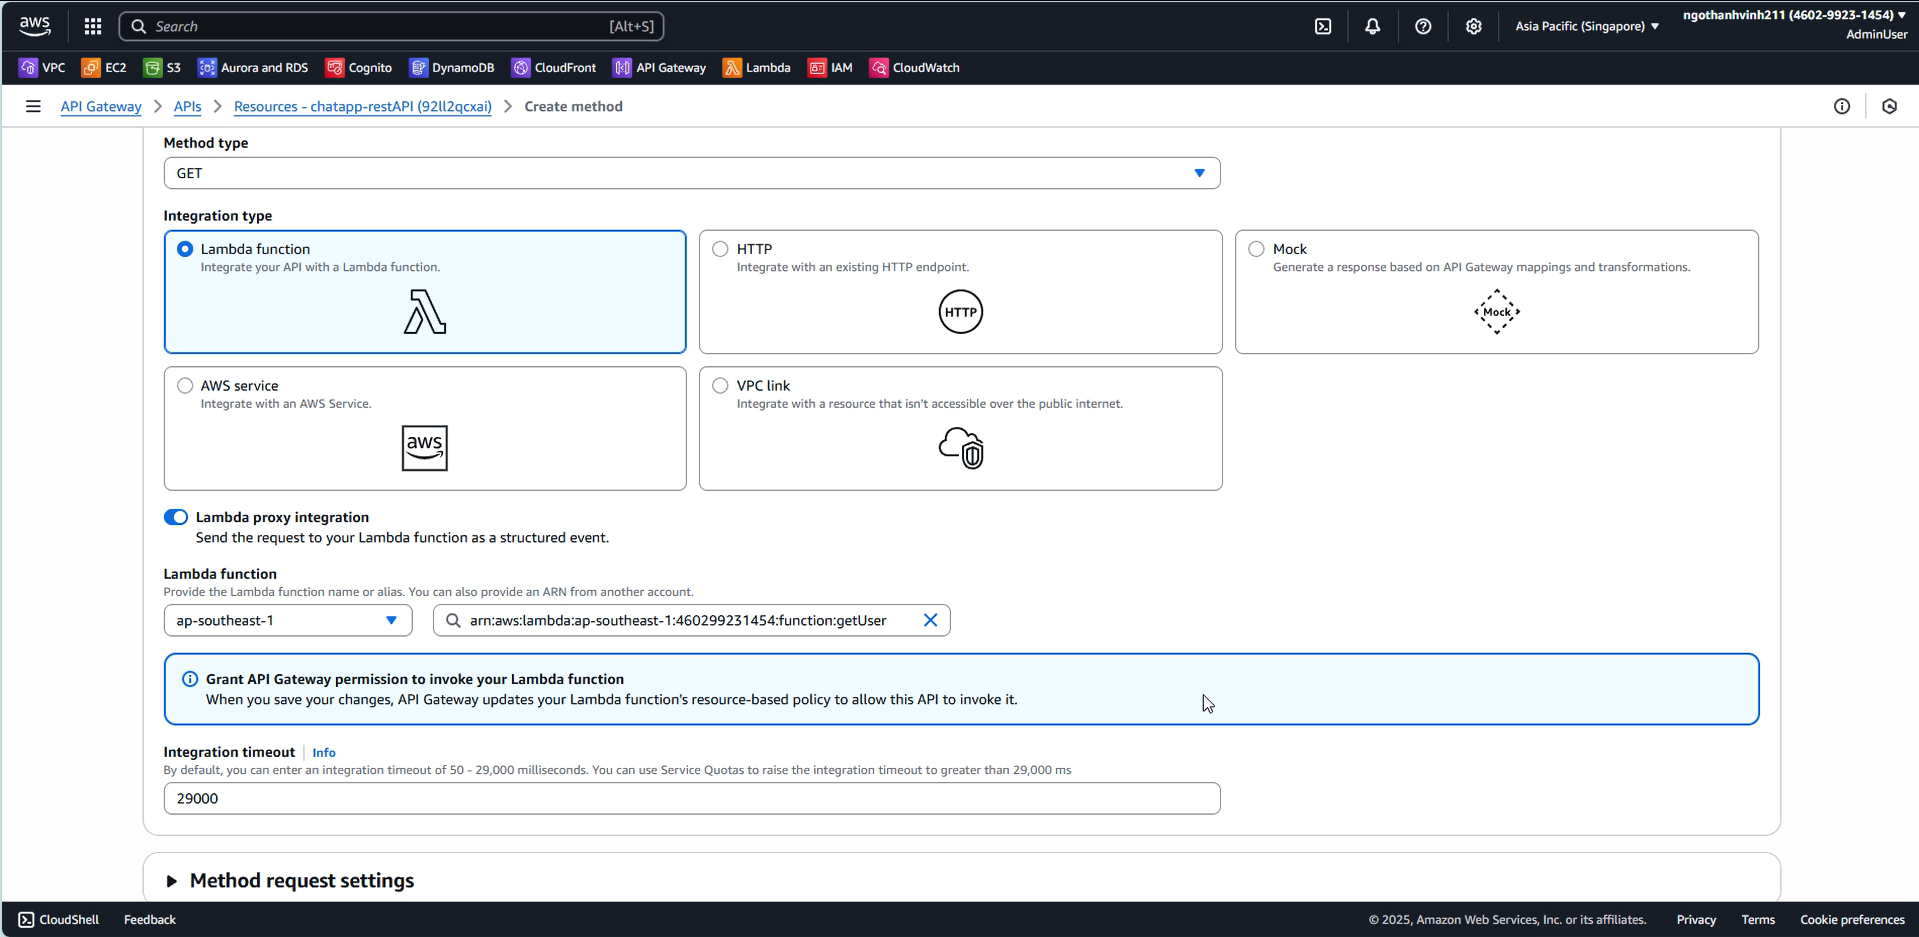 aws
Search [Alt+S]
Asia Pacific (Singapore)
ngothanhvinh211 (4602-9923-1454)
AdminUser
VPC EC2 S3 Aurora and RDS Cognito DynamoDB CloudFront API Gateway Lambda IAM CloudWatch
API Gateway APIs Resources - chatapp-restAPI (92ll2qcxai) Create method
Method type
GET
Integration type
Lambda function
Integrate your API with a Lambda function.
HTTP
Integrate with an existing HTTP endpoint.
HTTP
Mock
Generate a response based on API Gateway mappings and transformations.
Mock
AWS service
Integrate with an AWS Service.
aws
VPC link
Integrate with a resource that isn't accessible over the public internet.
Lambda proxy integration
Send the request to your Lambda function as a structured event.
Lambda function
Provide the Lambda function name or alias. You can also provide an ARN from another account.
ap-southeast-1
arn:aws:lambda:ap-southeast-1:460299231454:function:getUser
Grant API Gateway permission to invoke your Lambda function
When you save your changes, API Gateway updates your Lambda function's resource-based policy to allow this API to invoke it.
Integration timeout Info
By default, you can enter an integration timeout of 50 - 29,000 milliseconds. You can use Service Quotas to raise the integration timeout to greater than 29,000 ms
29000
Method request settings
CloudShell Feedback © 2025, Amazon Web Services, Inc. or its affiliates. Privacy Terms Cookie preferences